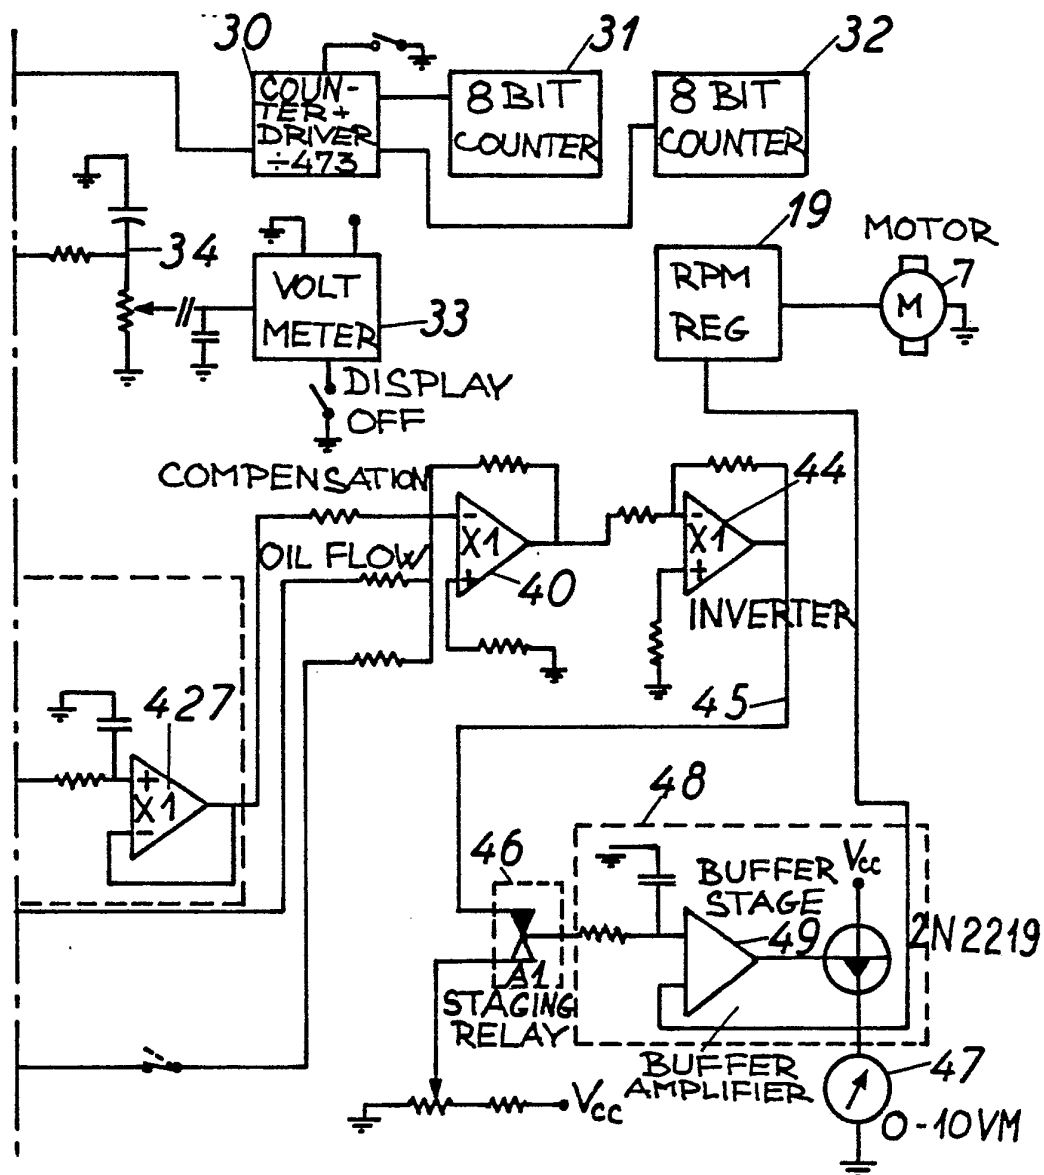 30
31
32
COUN-
TER +
DRIVER
÷473
8 BIT
COUNTER
8 BIT
COUNTER
34
VOLT
METER
33
19
RPM
REG
MOTOR
7
M
DISPLAY
OFF
COMPENSATION
44
-
X1
+
40
-
X1
+
OIL FLOW
INVERTER
427
+
X1
-
45
48
46
BUFFER
STAGE
Vcc
49
2N2219
A1
STAGING
RELAY
BUFFER
AMPLIFIER
47
Vcc
0-10VM